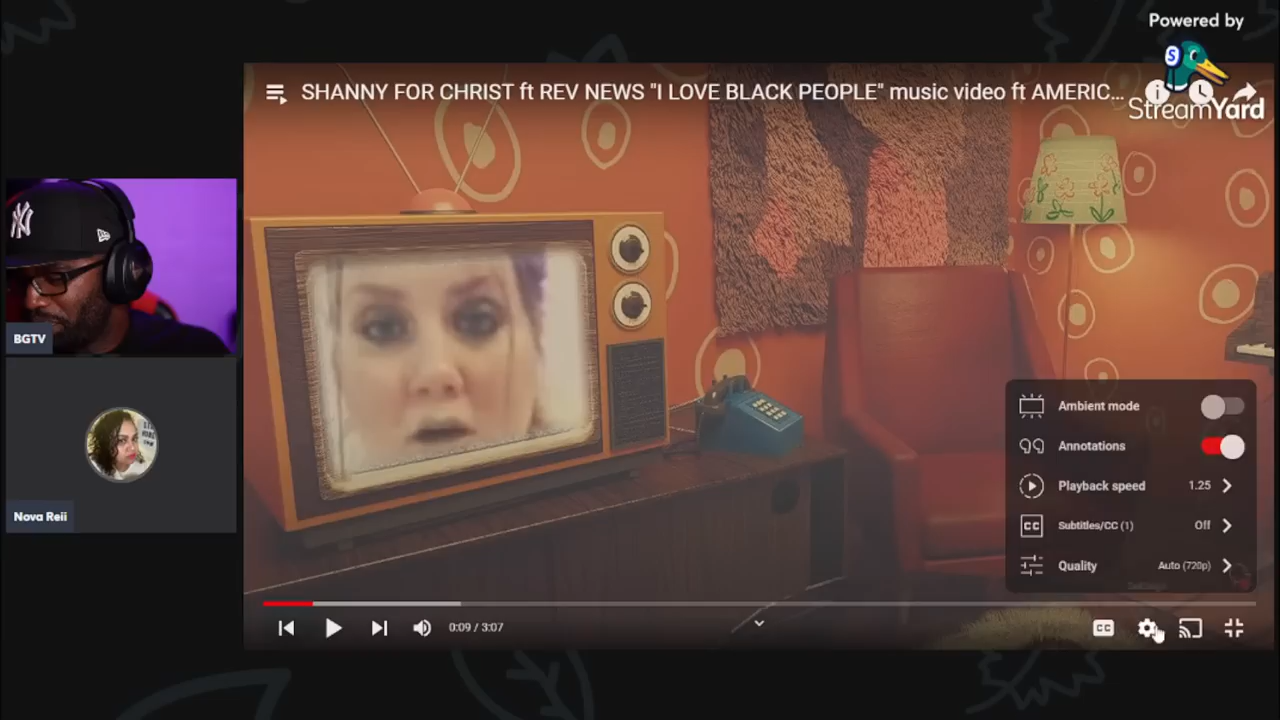 Powered by
S
StreamYard
SHANNY FOR CHRIST ft REV NEWS "I LOVE BLACK PEOPLE" music video ft AMERIC...
BGTV
Nova Reii
Ambient mode
Annotations
Playback speed 1.25
Subtitles/CC (1) Off
Quality Auto (720p)
0:09 / 3:07
CC